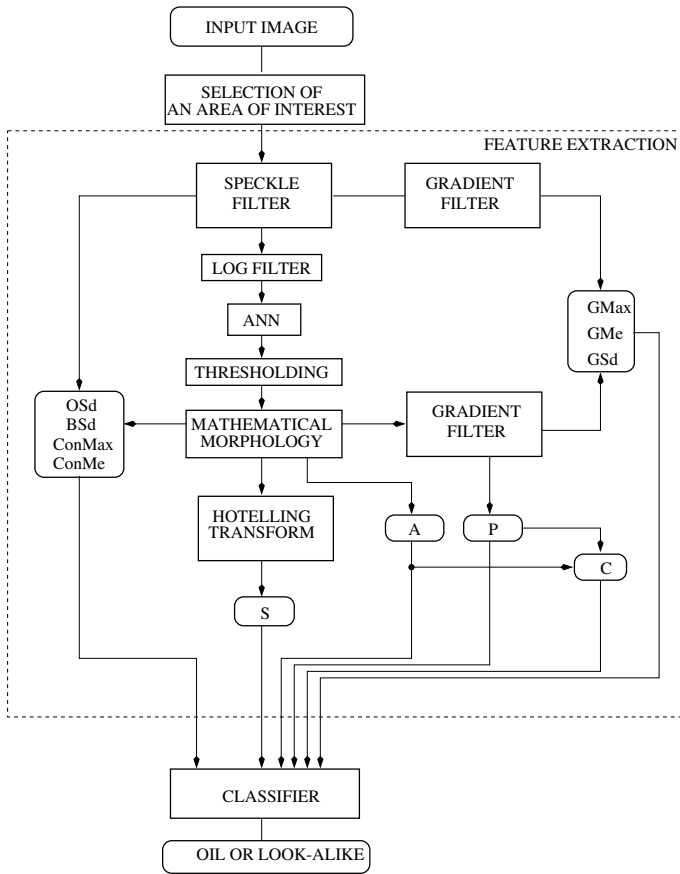 INPUT IMAGE
SELECTION OF
AN AREA OF INTEREST
FEATURE EXTRACTION
SPECKLE
FILTER
GRADIENT
FILTER
LOG FILTER
GMax
GMe
GSd
ANN
THRESHOLDING
OSd
BSd
ConMax
ConMe
MATHEMATICAL
MORPHOLOGY
GRADIENT
FILTER
HOTELLING
TRANSFORM
A
P
C
S
CLASSIFIER
OIL OR LOOK-ALIKE